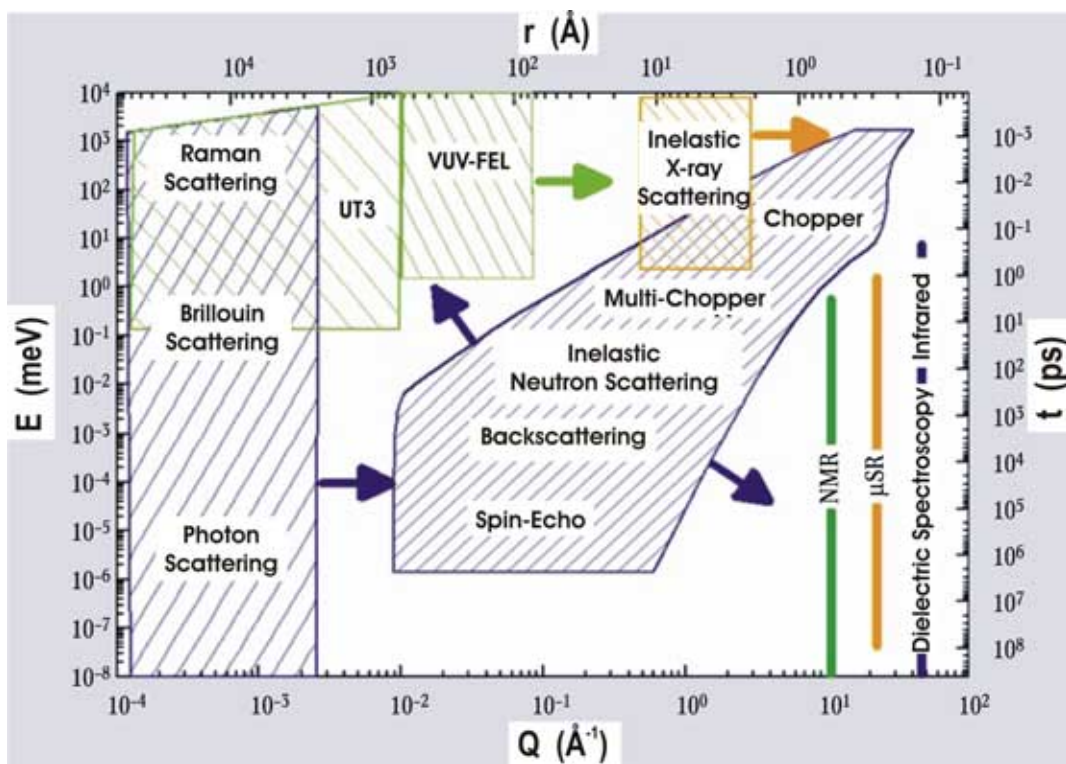 r (Å)
10⁴ 10³ 10² 10¹ 10⁰ 10⁻¹
E (meV)
10⁴
10³
10²
10¹
10⁰
10⁻¹
10⁻²
10⁻³
10⁻⁴
10⁻⁵
10⁻⁶
10⁻⁷
10⁻⁸
Raman
Scattering
UT3
VUV-FEL
Inelastic
X-ray
Scattering
Chopper
Brillouin
Scattering
Multi-Chopper
Inelastic
Neutron Scattering
Backscattering
Photon
Scattering
Spin-Echo
NMR
μSR
Dielectric Spectroscopy
Infrared
10⁻³
10⁻²
10⁻¹
10⁰
10¹
10²
10³
10⁴
10⁵
10⁶
10⁷
10⁸
t (ps)
10⁻⁴ 10⁻³ 10⁻² 10⁻¹ 10⁰ 10¹ 10²
Q (Å⁻¹)